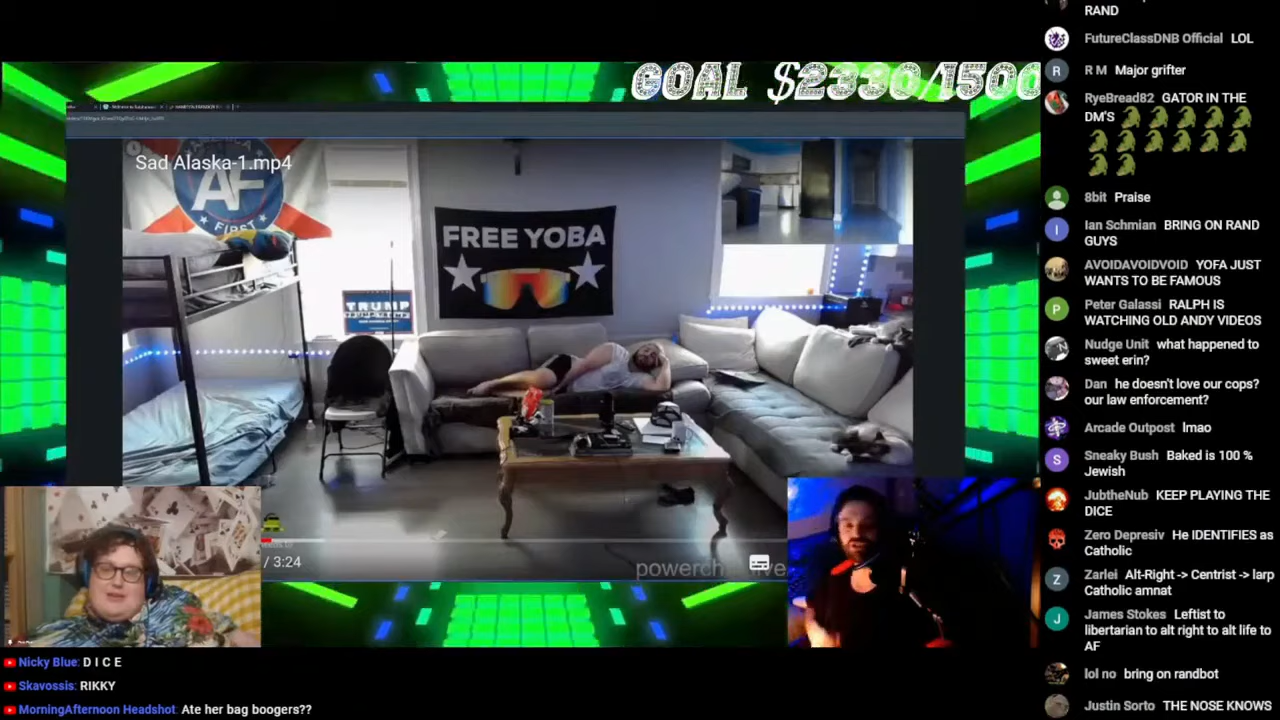 RAND
FutureClassDNB Official LOL
GOAL $2330/1500
R M Major grifter
RyeBread82 GATOR IN THE
DM'S
Sad Alaska-1.mp4
AF
FIRST
FREE YOBA
8bit Praise
Ian Schmian BRING ON RAND
GUYS
AVOIDAVOIDVOID YOFA JUST
WANTS TO BE FAMOUS
TRUMP
Peter Galassi RALPH IS
WATCHING OLD ANDY VIDEOS
Nudge Unit what happened to
sweet erin?
Dan he doesn't love our cops?
our law enforcement?
Arcade Outpost lmao
Sneaky Bush Baked is 100 %
Jewish
JubtheNub KEEP PLAYING THE
DICE
Zero Depresiv He IDENTIFIES as
Catholic
/ 3:24
Zarlei Alt-Right -> Centrist -> larp
Catholic amnat
James Stokes Leftist to
libertarian to alt right to alt life to
AF
lol no bring on randbot
Justin Sorto THE NOSE KNOWS
Nicky Blue: D I C E
Skavossis: RIKKY
MorningAfternoon Headshot: Ate her bag boogers??